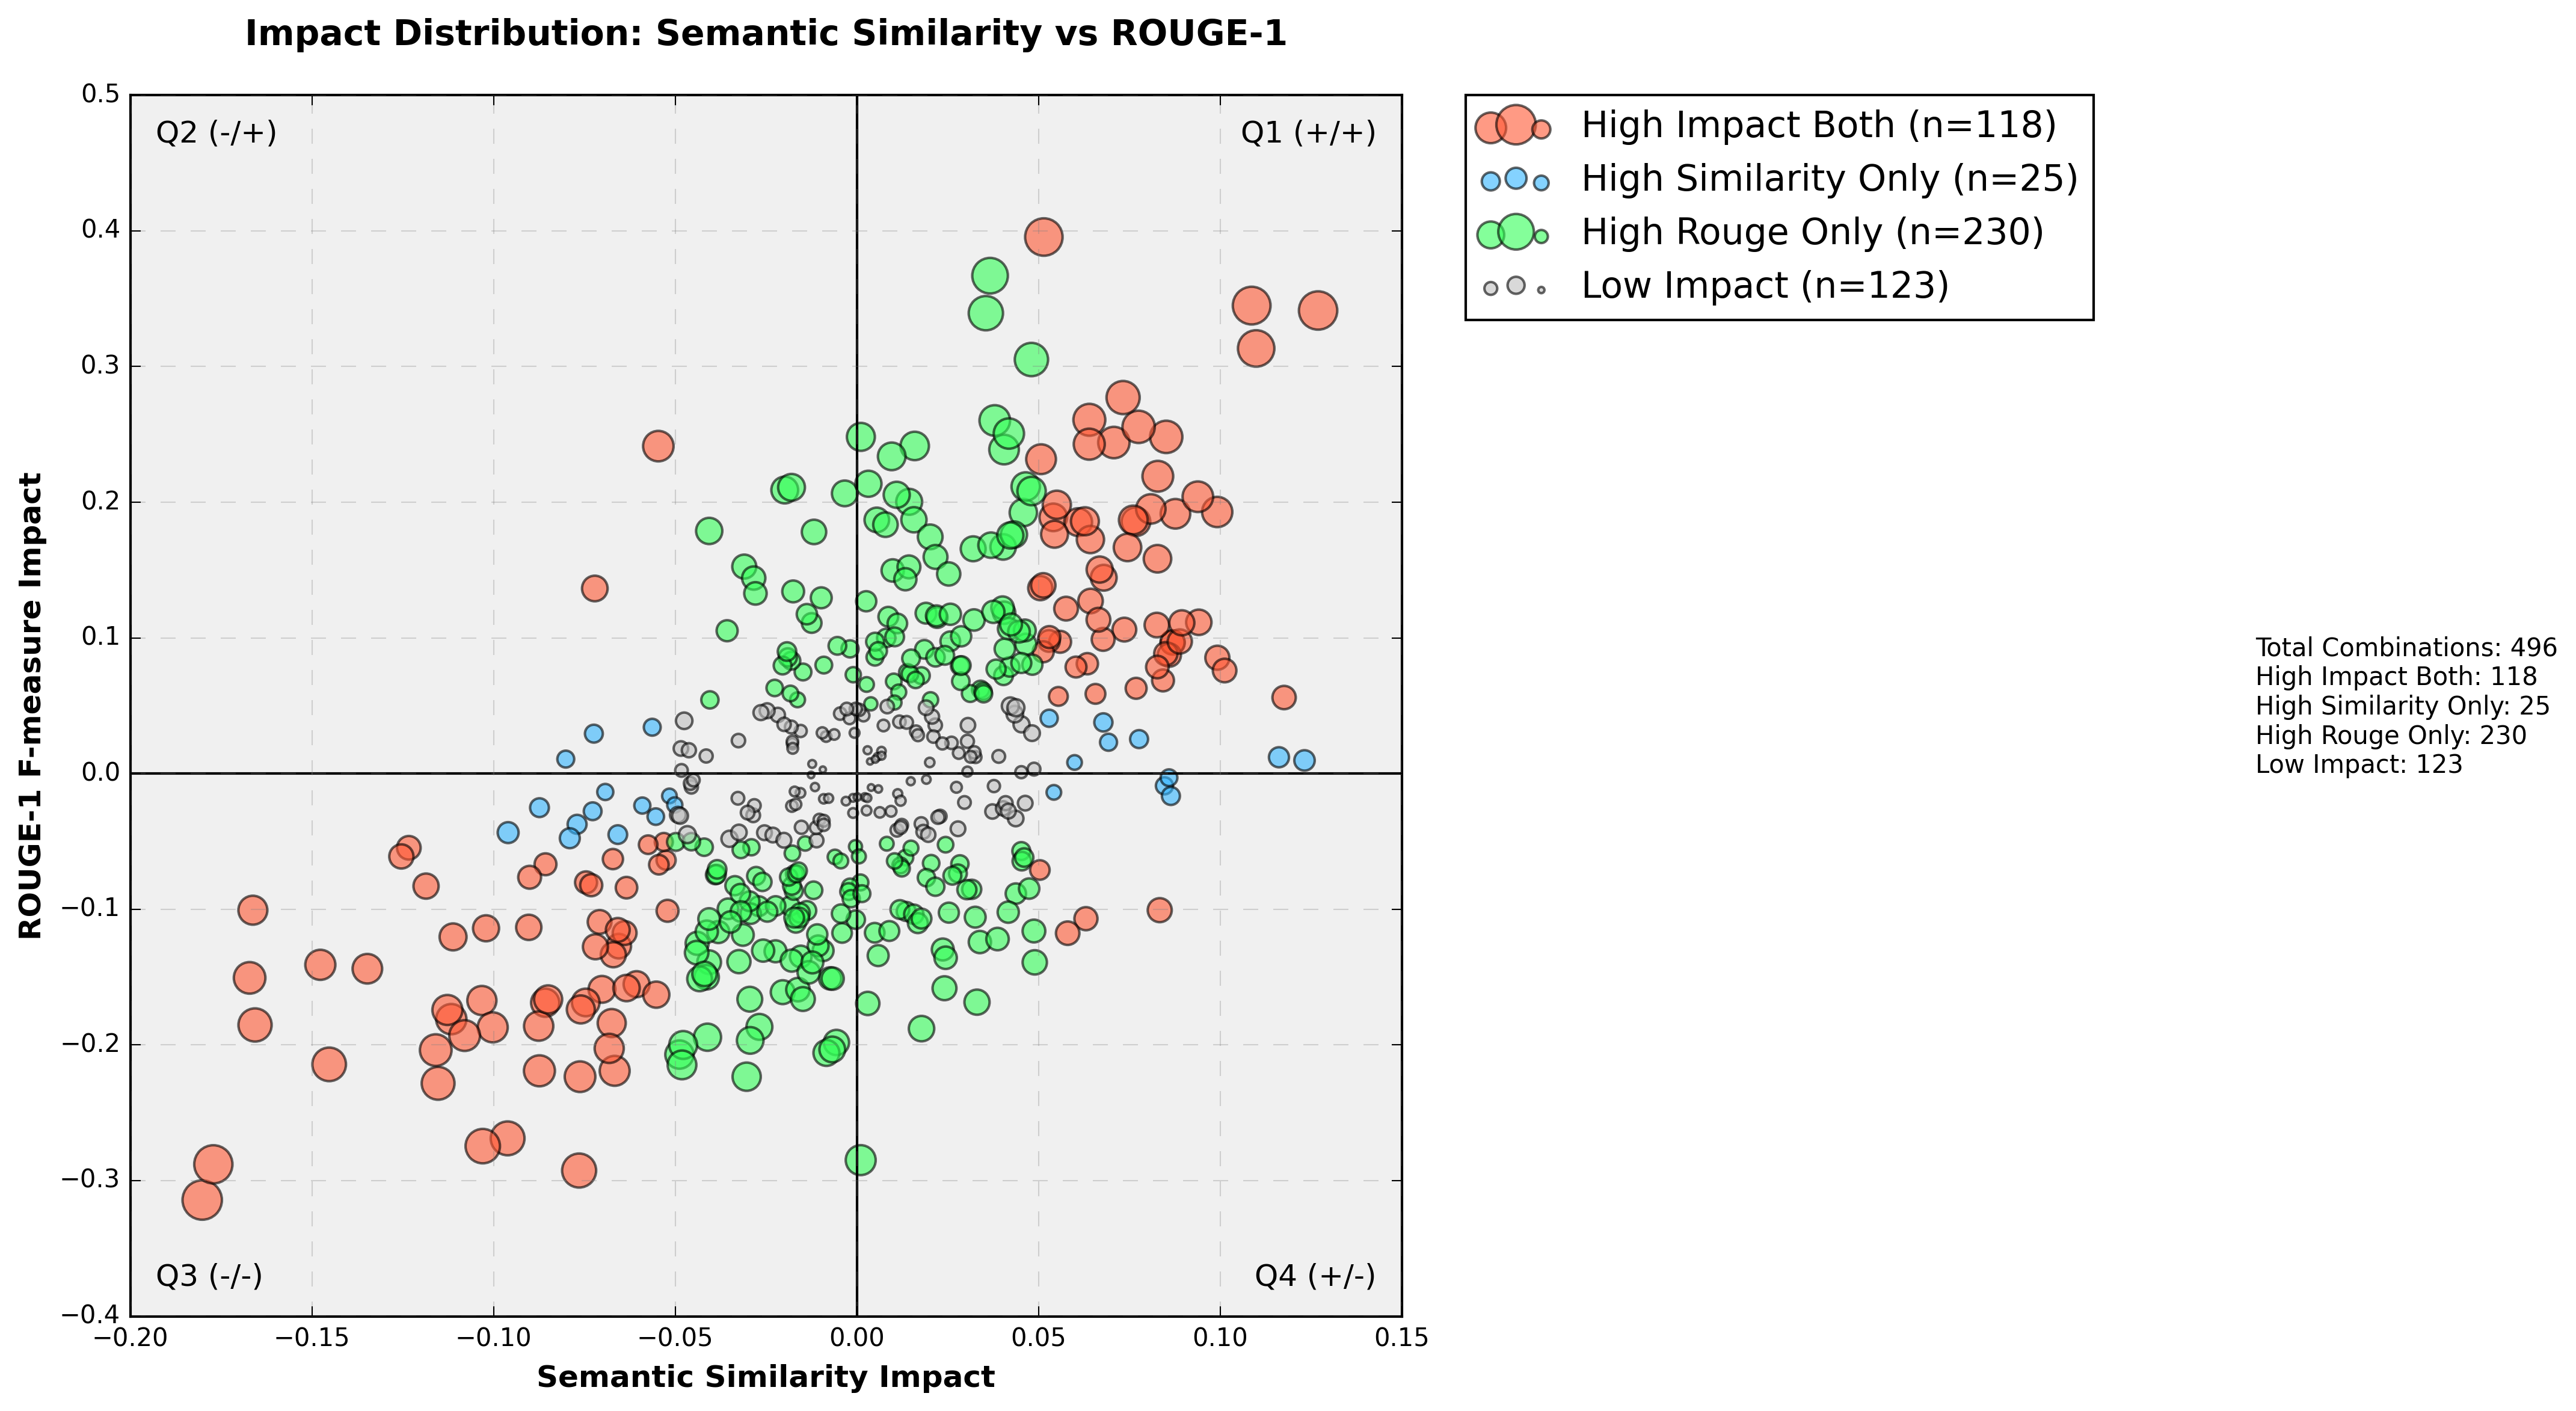 Impact Distribution: Semantic Similarity vs ROUGE-1
Q2 (-/+)
Q1 (+/+)
Q3 (-/-)
Q4 (+/-)
0.5
0.4
0.3
0.2
0.1
0.0
−0.1
−0.2
−0.3
−0.4
ROUGE-1 F-measure Impact
−0.20
−0.15
−0.10
−0.05
0.00
0.05
0.10
0.15
Semantic Similarity Impact
High Impact Both (n=118)
High Similarity Only (n=25)
High Rouge Only (n=230)
Low Impact (n=123)
Total Combinations: 496
High Impact Both: 118
High Similarity Only: 25
High Rouge Only: 230
Low Impact: 123